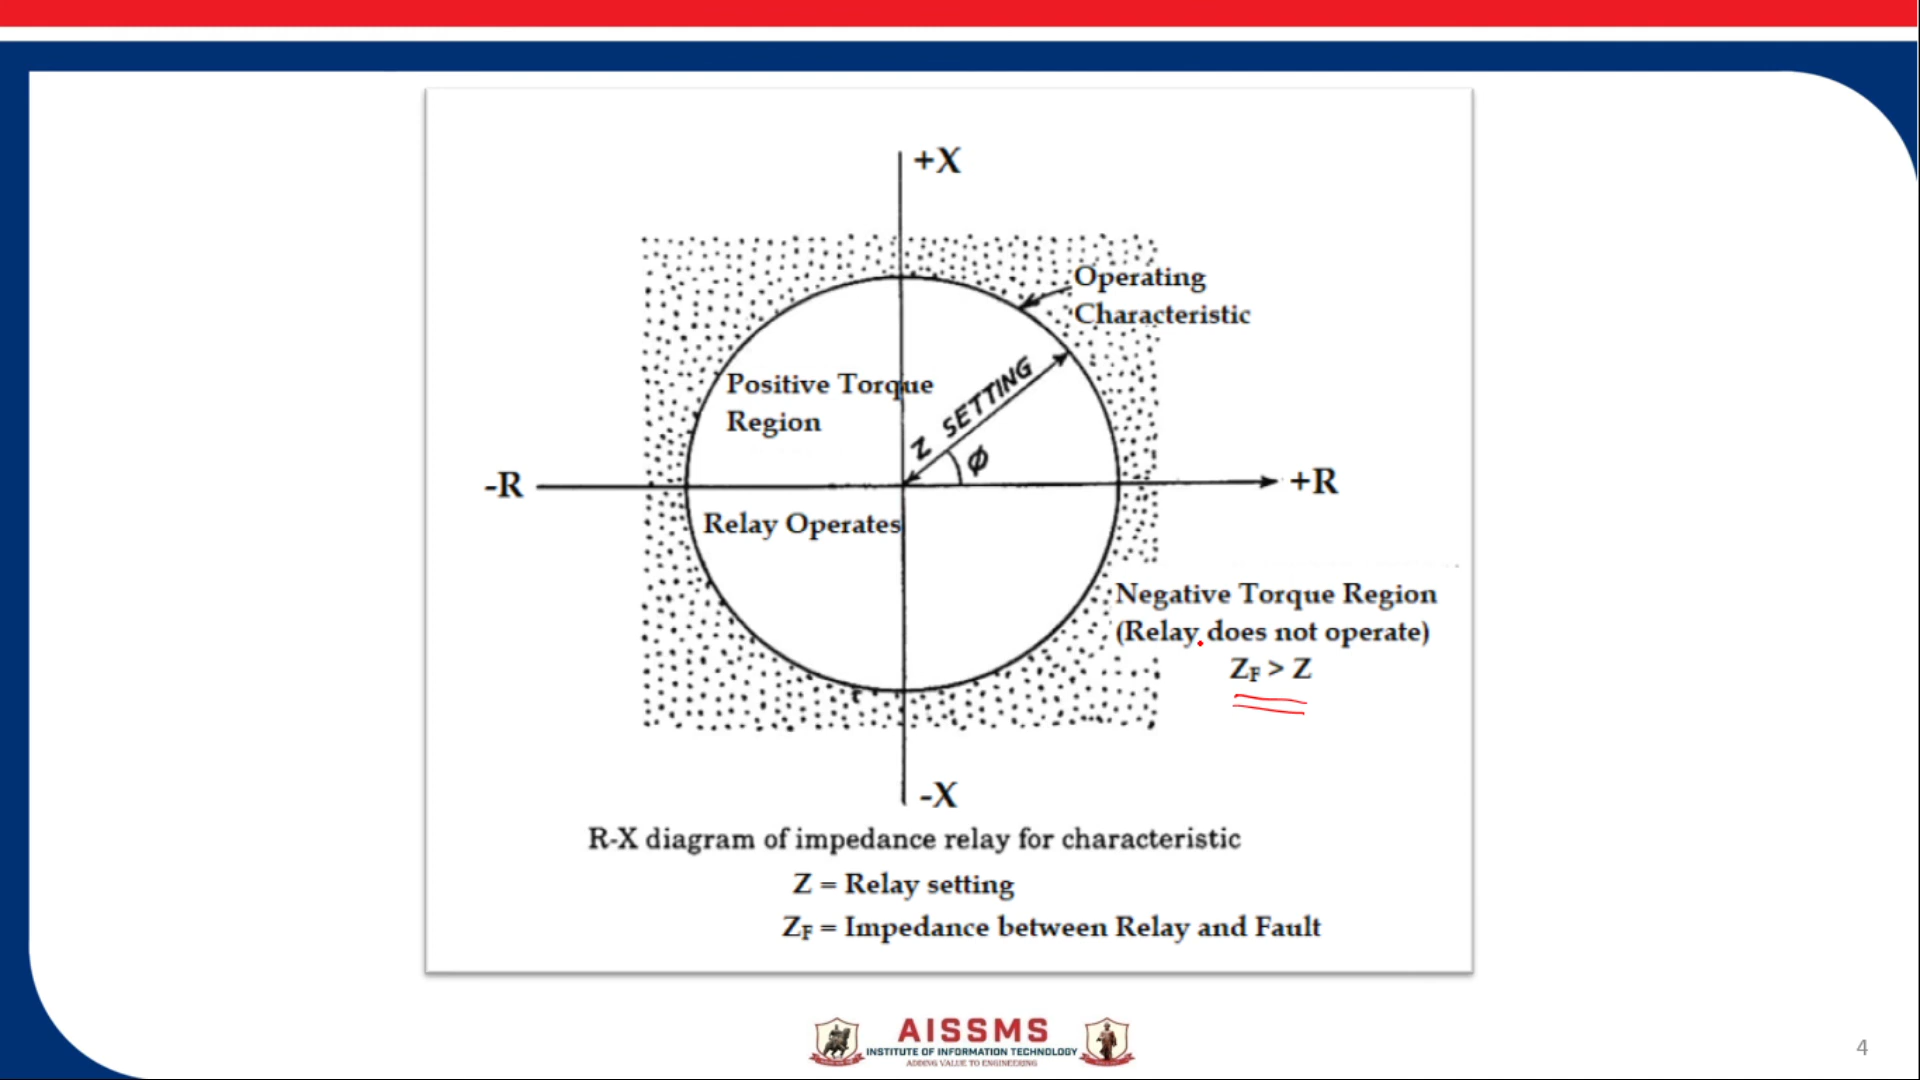 +X
Operating
Characteristic
Positive Torque
Region
Z SETTING
φ
-R
+R
Relay Operates
Negative Torque Region
(Relay does not operate)
ZF > Z
-X
R-X diagram of impedance relay for characteristic
Z = Relay setting
ZF = Impedance between Relay and Fault
AISSMS
INSTITUTE OF INFORMATION TECHNOLOGY
ADDING VALUE TO ENGINEERING
4